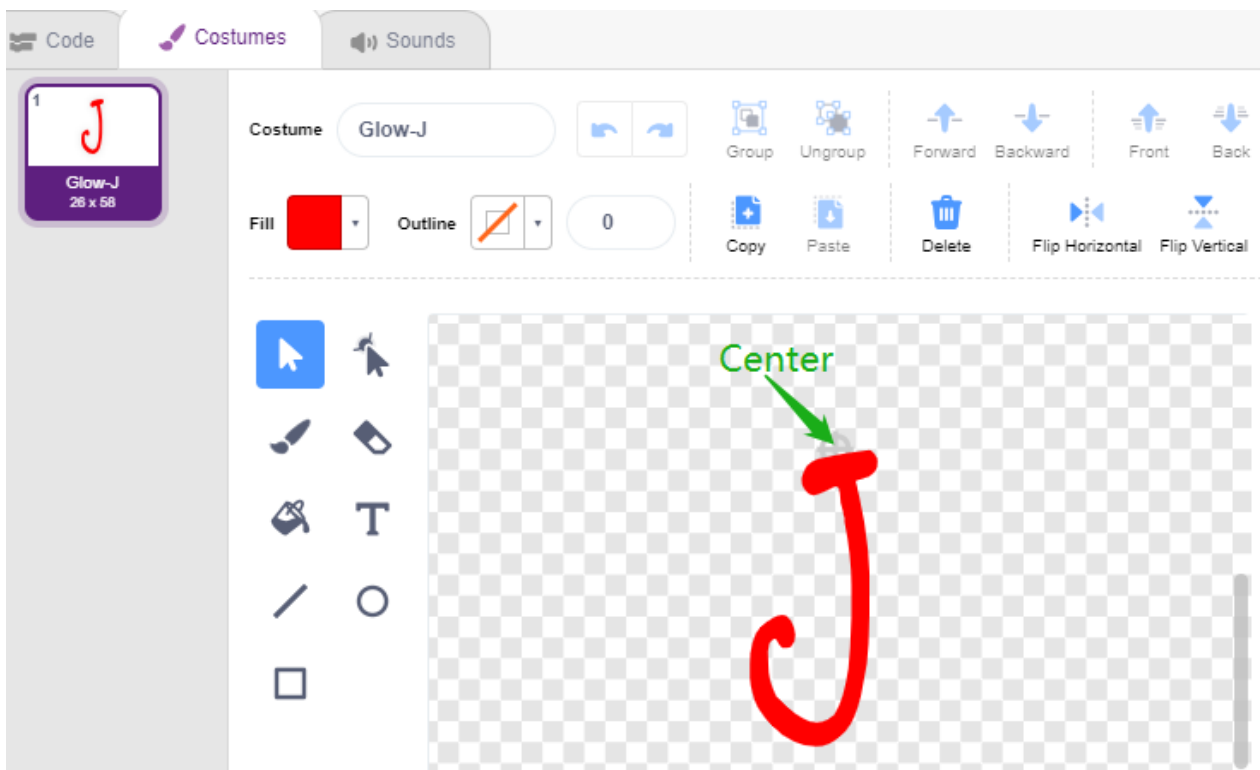 Code Costumes Sounds
1
Glow-J
26 x 58
Costume Glow-J Group Ungroup Forward Backward Front Back
Fill Outline 0 Copy Paste Delete Flip Horizontal Flip Vertical
T
Center
J